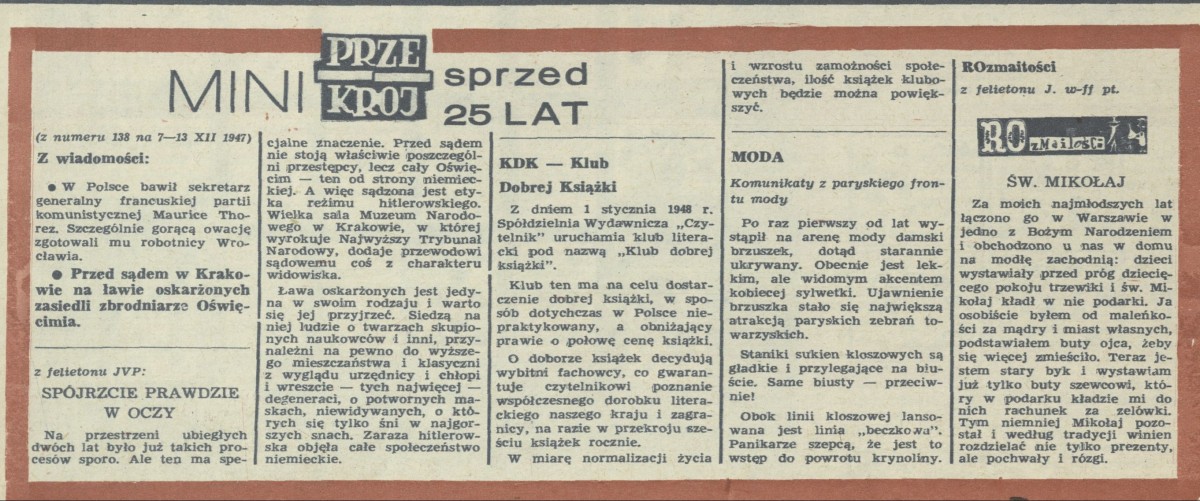 MINI
PRZE
KRÓJ
sprzed
25 LAT
(z numeru 138 na 7—13 XII 1947)
Z wiadomości:
● W Polsce bawił sekretarz
generalny francuskiej partii
komunistycznej Maurice Tho-
rez. Szczególnie gorącą owację
zgotowali mu robotnicy Wro-
cławia.
● Przed sądem w Krako-
wie na ławie oskarżonych
zasiedli zbrodniarze Oświę-
cimia.
z felietonu JVP:
SPÓJRZCIE PRAWDZIE
W OCZY
Na przestrzeni ubiegłych
dwóch lat było już takich pro-
cesów sporo. Ale ten ma spe-
cjalne znaczenie. Przed sądem
nie stoją właściwie poszczegól-
ni przestępcy, lecz cały Oświę-
cim — ten od strony niemiec-
kiej. A więc sądzona jest ety-
ka reżimu hitlerowskiego.
Wielka sala Muzeum Narodo-
wego w Krakowie, w której
wyrokuje Najwyższy Trybunał
Narodowy, dodaje przewodowi
sądowemu coś z charakteru
widowiska.
Ława oskarżonych jest jedy-
na w swoim rodzaju i warto
się jej przyjrzeć. Siedzą na
niej ludzie o twarzach skupio-
nych naukowców i inni, przy-
należni na pewno do wyższe-
go mieszczaństwa i klasyczni
z wyglądu urzędnicy i chłopi
i wreszcie — tych najwięcej —
degeneraci, o potwornych ma-
skach, niewidywanych, o któ-
rych się tylko śni w najgor-
szych snach. Zaraza hitlerow-
ska objęła całe społeczeństwo
niemieckie.
KDK — Klub
Dobrej Książki
Z dniem 1 stycznia 1948 r.
Spółdzielnia Wydawnicza „Czy-
telnik” uruchamia klub litera-
cki pod nazwą „Klub dobrej
książki”.
Klub ten ma na celu dostar-
czenie dobrej książki, w spo-
sób dotychczas w Polsce nie-
praktykowany, a obniżający
prawie o połowę cenę książki.
O doborze książek decydują
wybitni fachowcy, co gwaran-
tuje czytelnikowi poznanie
współczesnego dorobku litera-
ckiego naszego kraju i zagra-
nicy, na razie w przekroju sze-
ściu książek rocznie.
W miarę normalizacji życia
i wzrostu zamożności społe-
czeństwa, ilość książek klubo-
wych będzie można powięk-
szyć.
MODA
Komunikaty z paryskiego fron-
tu mody
Po raz pierwszy od lat wy-
stąpił na arenę mody damski
brzuszek, dotąd starannie
ukrywany. Obecnie jest lek-
kim, ale widomym akcentem
kobiecej sylwetki. Ujawnienie
brzuszka stało się największą
atrakcją paryskich zebrań to-
warzyskich.
Staniki sukien kloszowych są
gładkie i przylegające na biu-
ście. Same biusty — przeciw-
nie!
Obok linii kloszowej lanso-
wana jest linia „beczkowa”.
Panikarze szepcą, że jest to
wstęp do powrotu krynoliny.
ROzmaitości
z felietonu J. w-ff pt.
ROzMaiłości
ŚW. MIKOŁAJ
Za moich najmłodszych lat
łączono go w Warszawie w
jedno z Bożym Narodzeniem
i obchodzono u nas w domu
na modłę zachodnią: dzieci
wystawiały przed próg dziecię-
cego pokoju trzewiki i św. Mi-
kołaj kładł w nie podarki. Ja
osobiście byłem od maleńko-
ści za mądry i miast własnych,
podstawiałem buty ojca, żeby
się więcej zmieściło. Teraz je-
stem stary byk i wystawiam
już tylko buty szewcowi, któ-
ry w podarku kładzie mi do
nich rachunek za zelówki.
Tym niemniej Mikołaj pozo-
stał i według tradycji winien
rozdzielać nie tylko prezenty,
ale pochwały i rózgi.